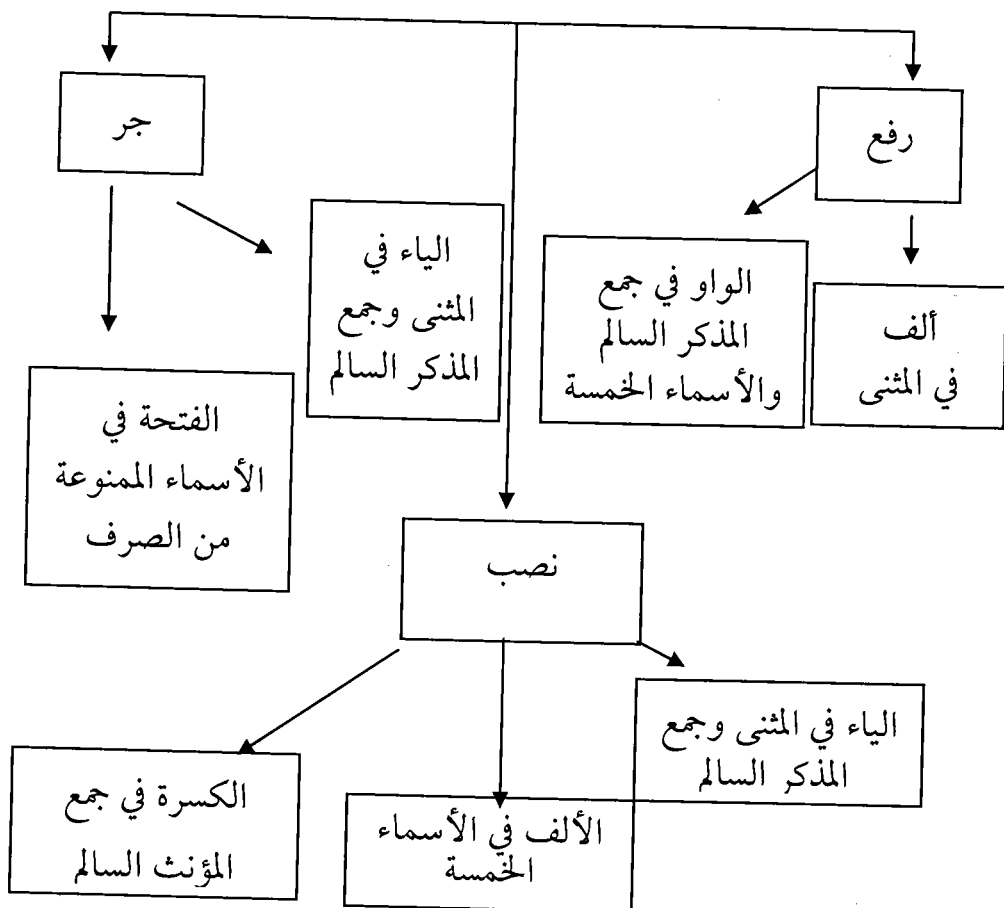 رفع
جر
ألف
في المثنى
الواو في جمع
المذكر السالم
والأسماء الخمسة
الياء في
المثنى وجمع
المذكر السالم
الفتحة في
الأسماء الممنوعة
من الصرف
نصب
الياء في المثنى وجمع
المذكر السالم
الألف في الأسماء
الخمسة
الكسرة في جمع
المؤنث السالم